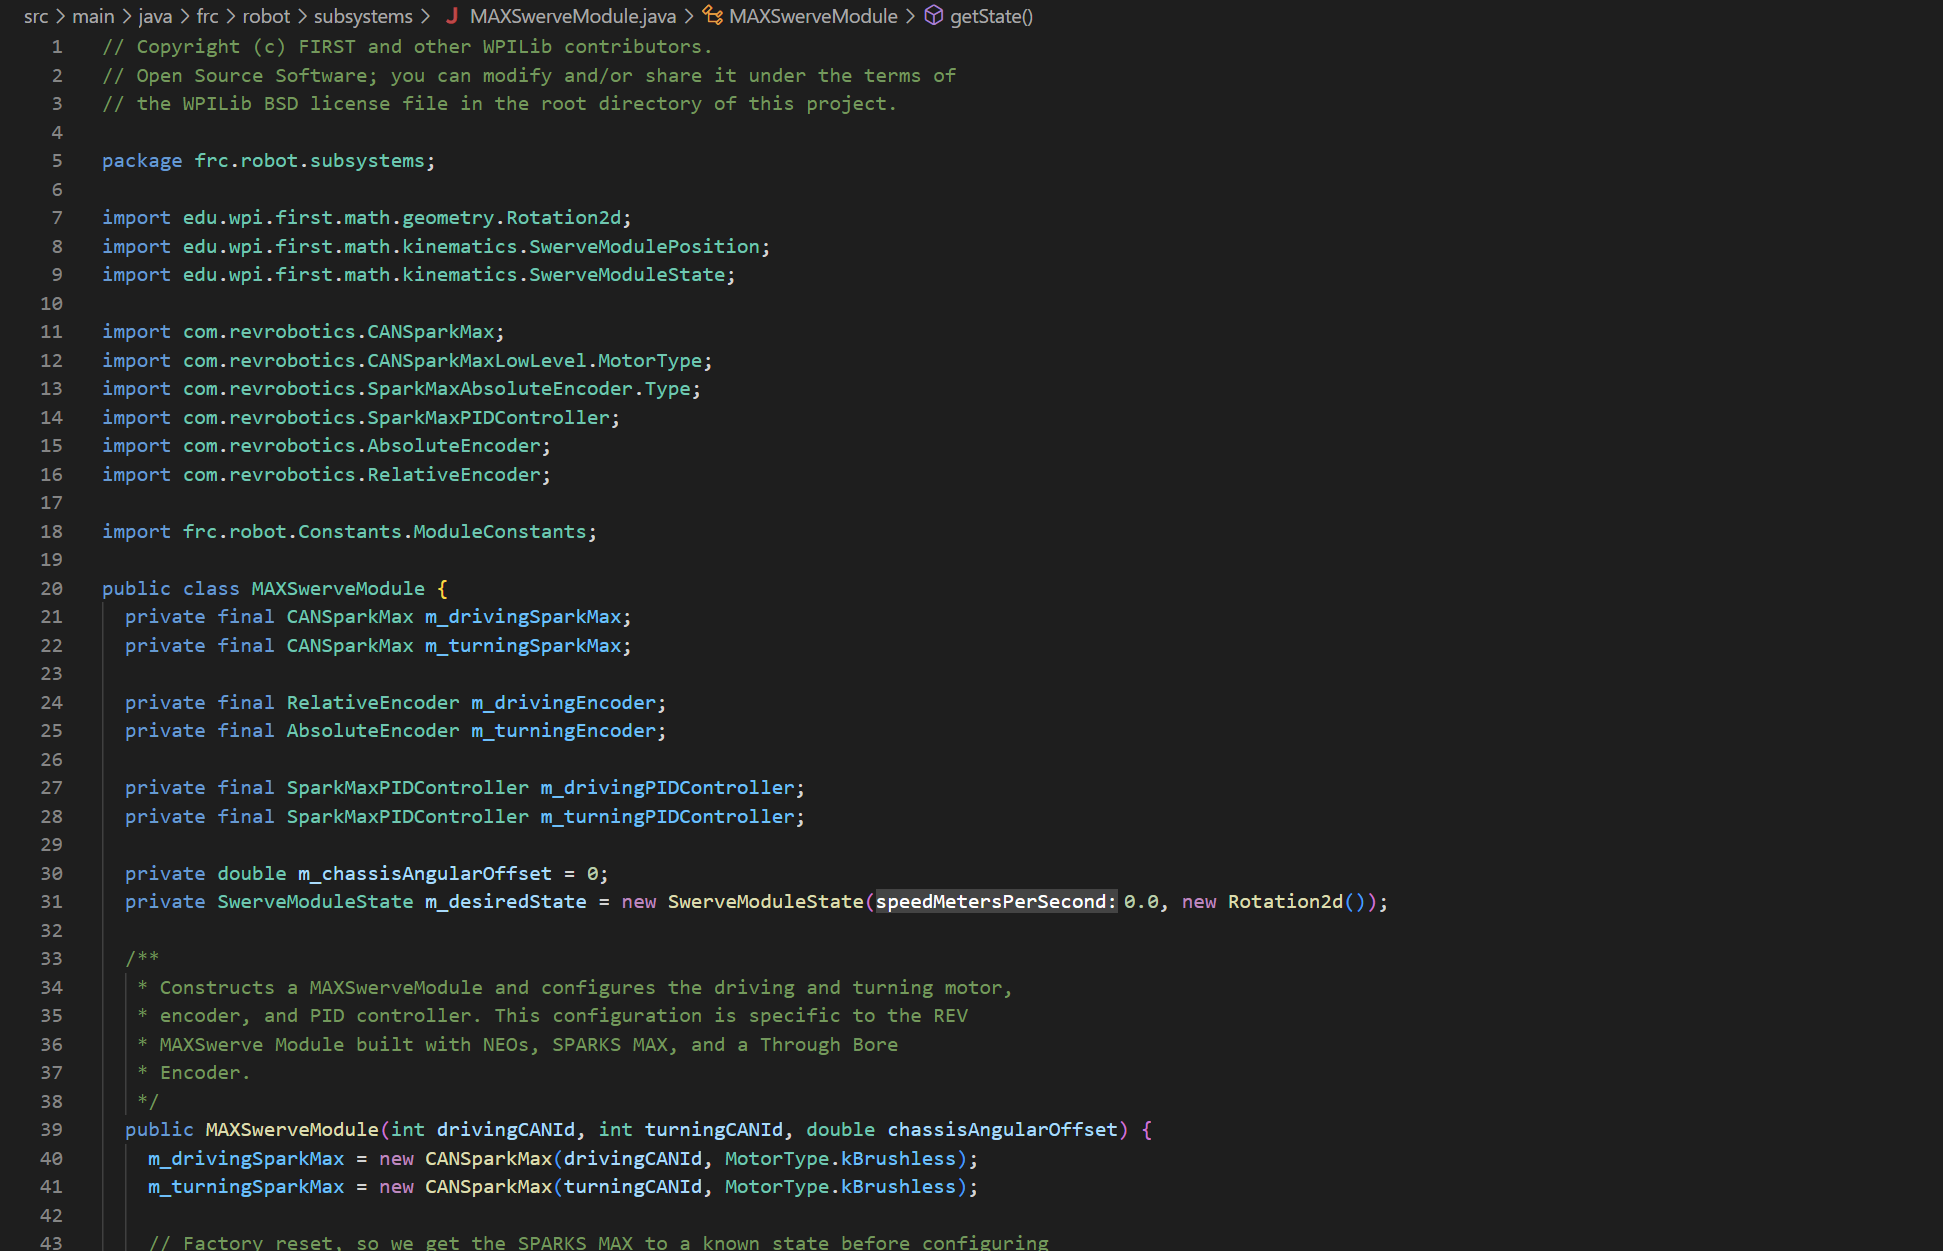 src > main > java > frc > robot > subsystems > J MAXSwerveModule.java > MAXSwerveModule > getState()
1 // Copyright (c) FIRST and other WPILib contributors.
2 // Open Source Software; you can modify and/or share it under the terms of
3 // the WPILib BSD license file in the root directory of this project.
4
5 package frc.robot.subsystems;
6
7 import edu.wpi.first.math.geometry.Rotation2d;
8 import edu.wpi.first.math.kinematics.SwerveModulePosition;
9 import edu.wpi.first.math.kinematics.SwerveModuleState;
10
11 import com.revrobotics.CANSparkMax;
12 import com.revrobotics.CANSparkMaxLowLevel.MotorType;
13 import com.revrobotics.SparkMaxAbsoluteEncoder.Type;
14 import com.revrobotics.SparkMaxPIDController;
15 import com.revrobotics.AbsoluteEncoder;
16 import com.revrobotics.RelativeEncoder;
17
18 import frc.robot.Constants.ModuleConstants;
19
20 public class MAXSwerveModule {
21   private final CANSparkMax m_drivingSparkMax;
22   private final CANSparkMax m_turningSparkMax;
23
24   private final RelativeEncoder m_drivingEncoder;
25   private final AbsoluteEncoder m_turningEncoder;
26
27   private final SparkMaxPIDController m_drivingPIDController;
28   private final SparkMaxPIDController m_turningPIDController;
29
30   private double m_chassisAngularOffset = 0;
31   private SwerveModuleState m_desiredState = new SwerveModuleState(speedMetersPerSecond: 0.0, new Rotation2d());
32
33   /**
34    * Constructs a MAXSwerveModule and configures the driving and turning motor,
35    * encoder, and PID controller. This configuration is specific to the REV
36    * MAXSwerve Module built with NEOs, SPARKS MAX, and a Through Bore
37    * Encoder.
38    */
39   public MAXSwerveModule(int drivingCANId, int turningCANId, double chassisAngularOffset) {
40     m_drivingSparkMax = new CANSparkMax(drivingCANId, MotorType.kBrushless);
41     m_turningSparkMax = new CANSparkMax(turningCANId, MotorType.kBrushless);
42
43     // Factory reset, so we get the SPARKS MAX to a known state before configuring